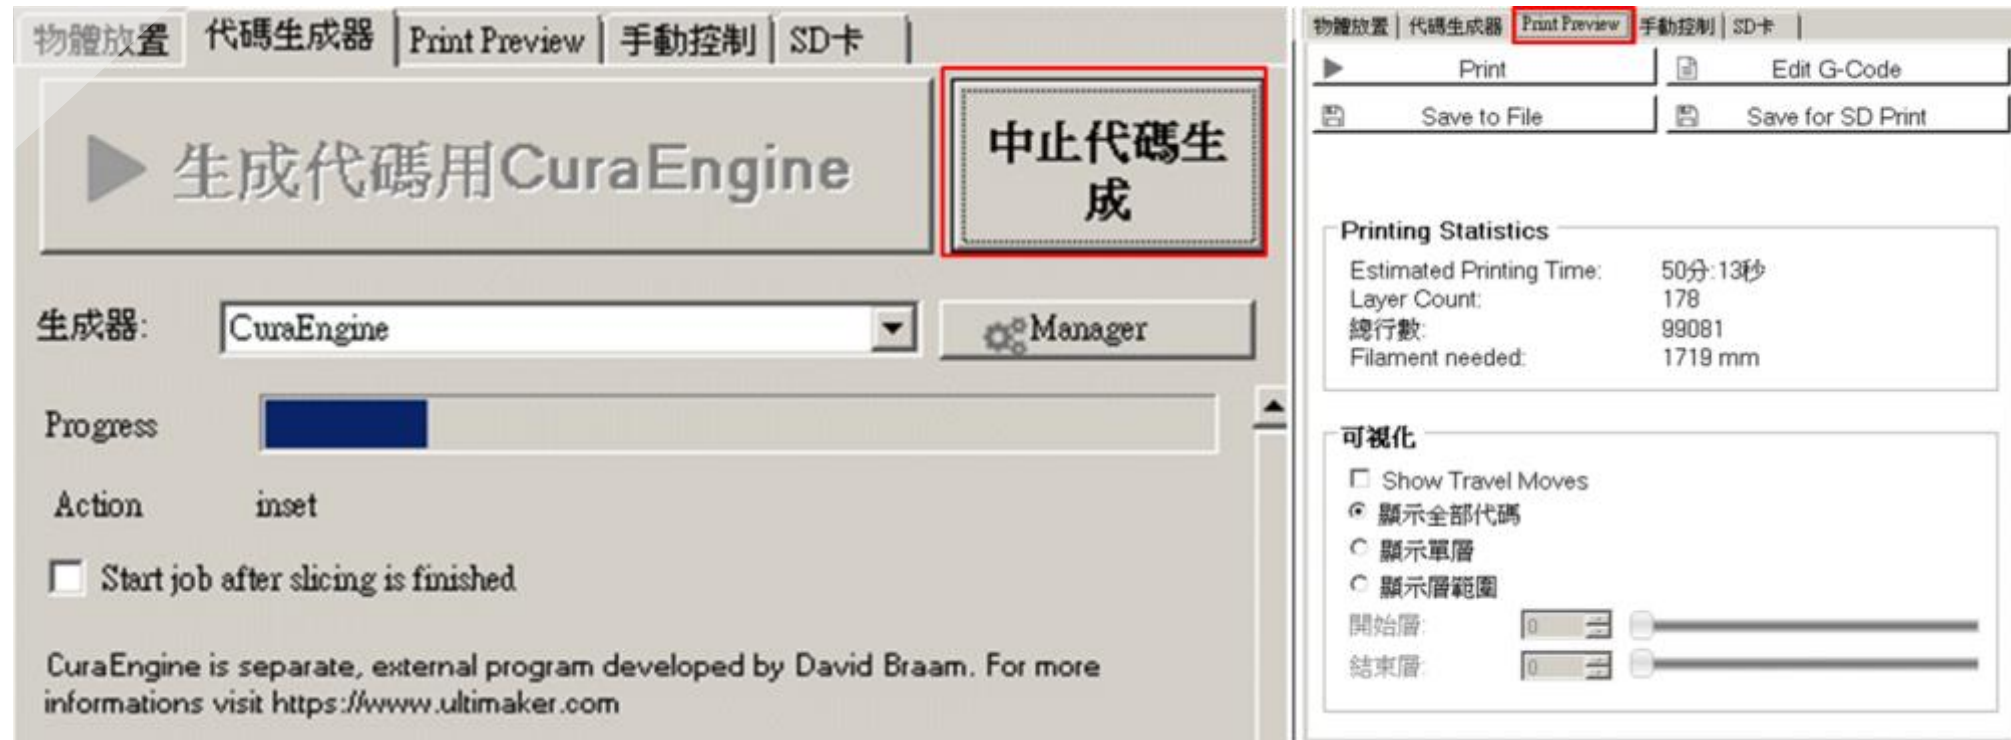 物體放置 代碼生成器 Print Preview 手動控制 SD卡
生成代碼用CuraEngine
中止代碼生
成
生成器: CuraEngine Manager
Progress
Action inset
Start job after slicing is finished
CuraEngine is separate, external program developed by David Braam. For more
informations visit https://www.ultimaker.com
物體放置 代碼生成器 Print Preview 手動控制 SD卡
Print Edit G-Code
Save to File Save for SD Print
Printing Statistics
Estimated Printing Time: 50分:13秒
Layer Count: 178
總行數: 99081
Filament needed: 1719 mm
可視化
Show Travel Moves
顯示全部代碼
顯示單層
顯示層範圍
開始層: 0
結束層: 0